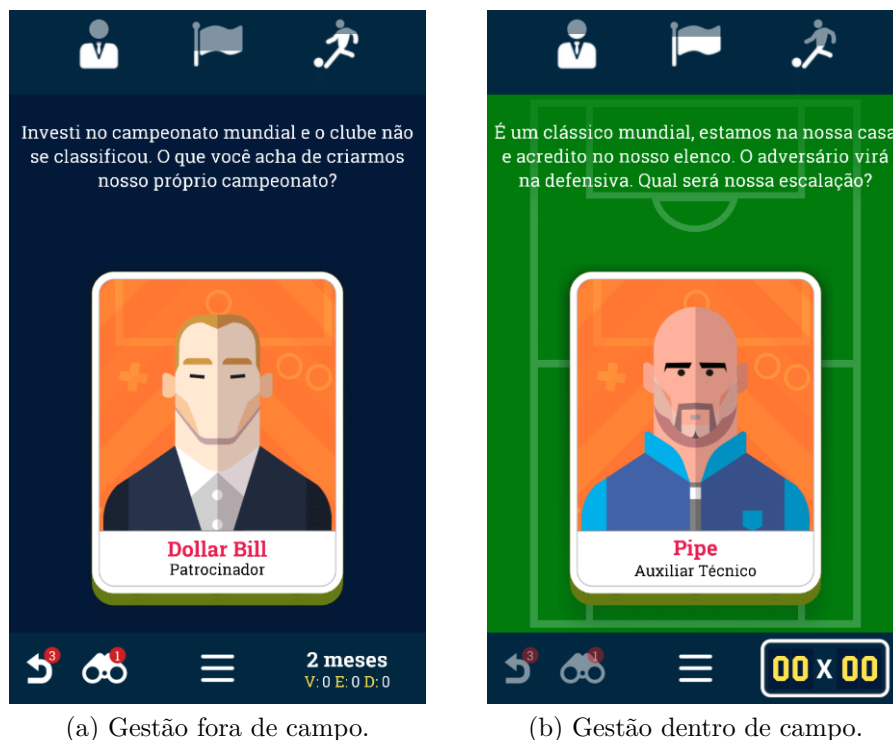 Investi no campeonato mundial e o clube não
se classificou. O que você acha de criarmos
nosso próprio campeonato?
Dollar Bill
Patrocinador
3
1
2 meses
V:0 E:0 D:0
(a) Gestão fora de campo.
É um clássico mundial, estamos na nossa casa
e acredito no nosso elenco. O adversário virá
na defensiva. Qual será nossa escalação?
Pipe
Auxiliar Técnico
3
1
00 x 00
(b) Gestão dentro de campo.